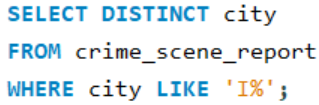 SELECT DISTINCT city
FROM crime_scene_report
WHERE city LIKE 'I%';